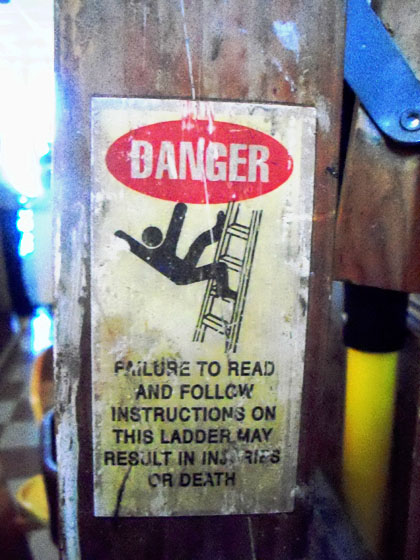 DANGER
FAILURE TO READ
AND FOLLOW
INSTRUCTIONS ON
THIS LADDER MAY
RESULT IN INJURIES
OR DEATH